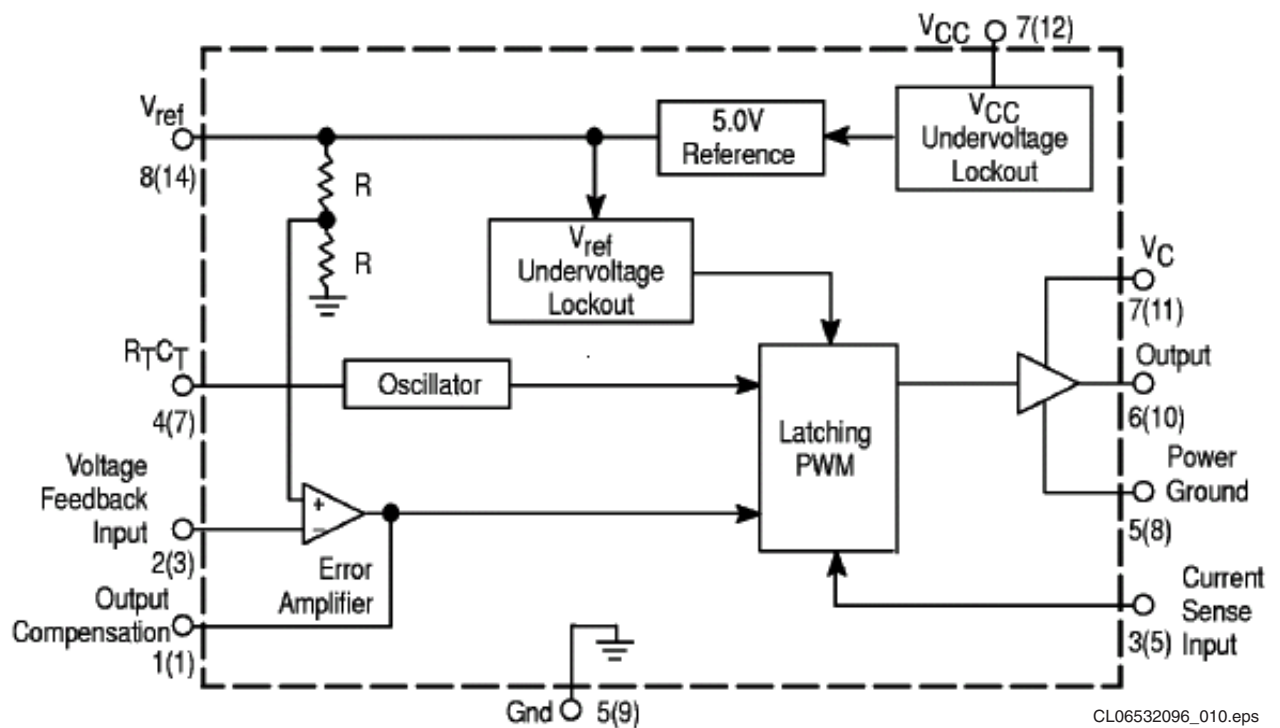 VCC 7(12)
Vref
8(14)
R
R
5.0V
Reference
VCC
Undervoltage
Lockout
Vref
Undervoltage
Lockout
VC
7(11)
RTCT
4(7)
Oscillator
Latching
PWM
Output
6(10)
Voltage
Feedback
Input
2(3)
+
−
Error
Amplifier
Power
Ground
5(8)
Output
Compensation
1(1)
Current
Sense
Input
3(5)
Gnd 5(9)
CL06532096_010.eps